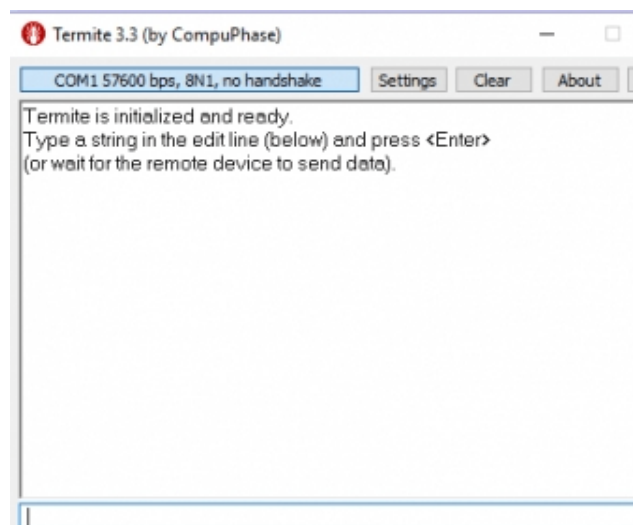 Termite 3.3 (by CompuPhase)
COM1 57600 bps, 8N1, no handshake Settings Clear About
Termite is initialized and ready.
Type a string in the edit line (below) and press <Enter>
(or wait for the remote device to send data).